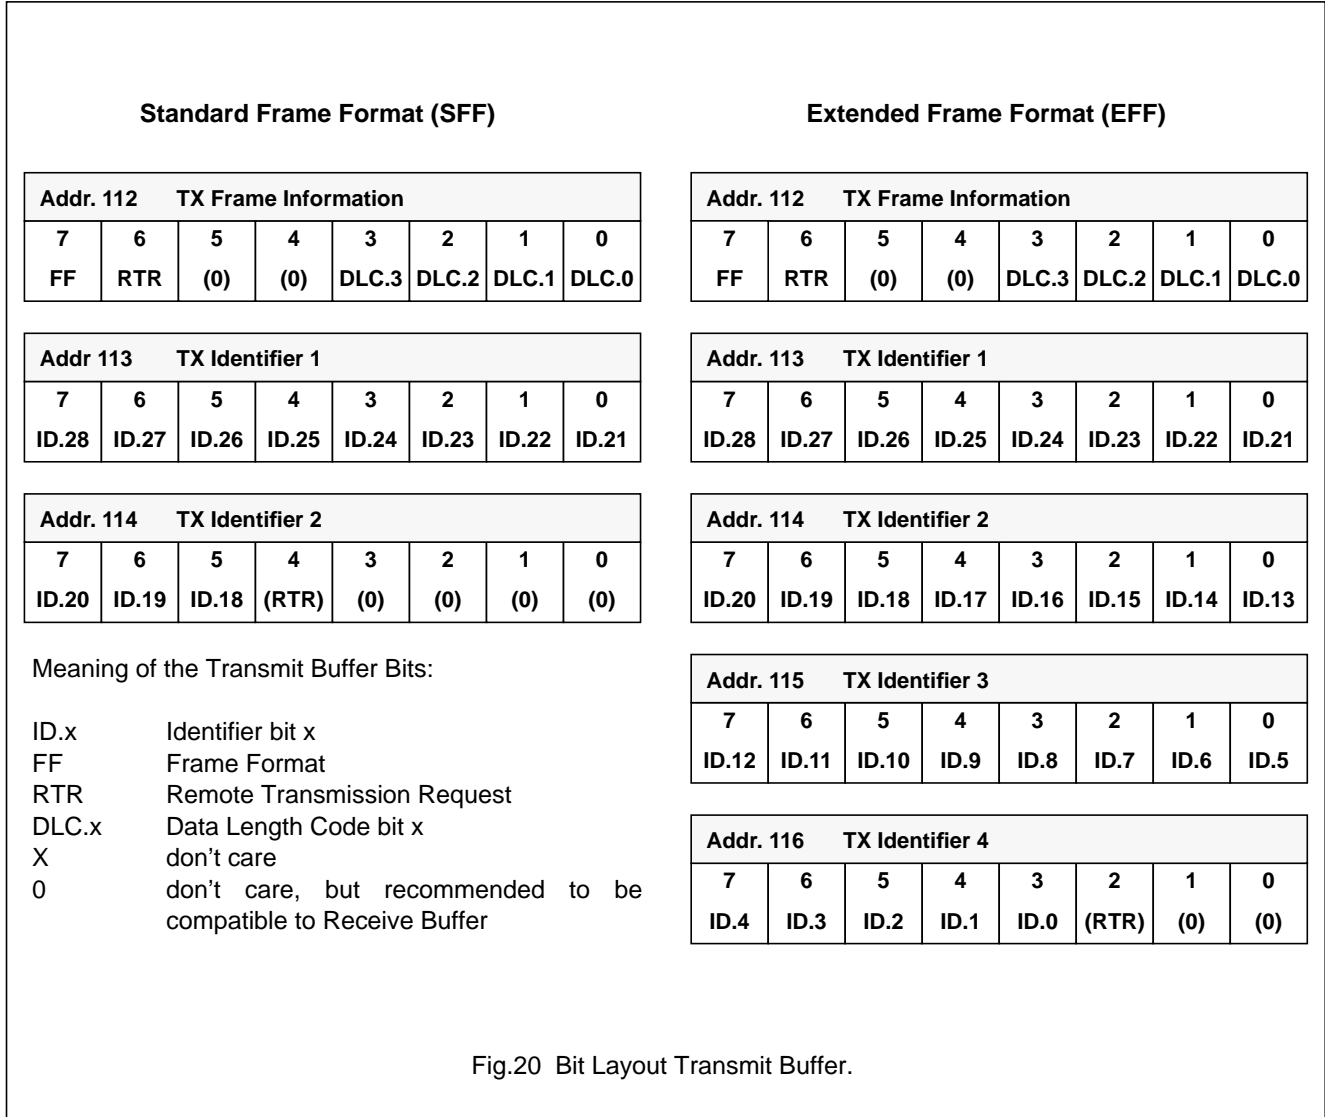 Standard Frame Format (SFF)
Addr. 112 TX Frame Information
7 6 5 4 3 2 1 0
FF RTR (0) (0) DLC.3 DLC.2 DLC.1 DLC.0
Addr 113 TX Identifier 1
7 6 5 4 3 2 1 0
ID.28 ID.27 ID.26 ID.25 ID.24 ID.23 ID.22 ID.21
Addr. 114 TX Identifier 2
7 6 5 4 3 2 1 0
ID.20 ID.19 ID.18 (RTR) (0) (0) (0) (0)
Meaning of the Transmit Buffer Bits:
ID.x Identifier bit x
FF Frame Format
RTR Remote Transmission Request
DLC.x Data Length Code bit x
X don't care
0 don't care, but recommended to be
compatible to Receive Buffer
Extended Frame Format (EFF)
Addr. 112 TX Frame Information
7 6 5 4 3 2 1 0
FF RTR (0) (0) DLC.3 DLC.2 DLC.1 DLC.0
Addr. 113 TX Identifier 1
7 6 5 4 3 2 1 0
ID.28 ID.27 ID.26 ID.25 ID.24 ID.23 ID.22 ID.21
Addr. 114 TX Identifier 2
7 6 5 4 3 2 1 0
ID.20 ID.19 ID.18 ID.17 ID.16 ID.15 ID.14 ID.13
Addr. 115 TX Identifier 3
7 6 5 4 3 2 1 0
ID.12 ID.11 ID.10 ID.9 ID.8 ID.7 ID.6 ID.5
Addr. 116 TX Identifier 4
7 6 5 4 3 2 1 0
ID.4 ID.3 ID.2 ID.1 ID.0 (RTR) (0) (0)
Fig.20 Bit Layout Transmit Buffer.